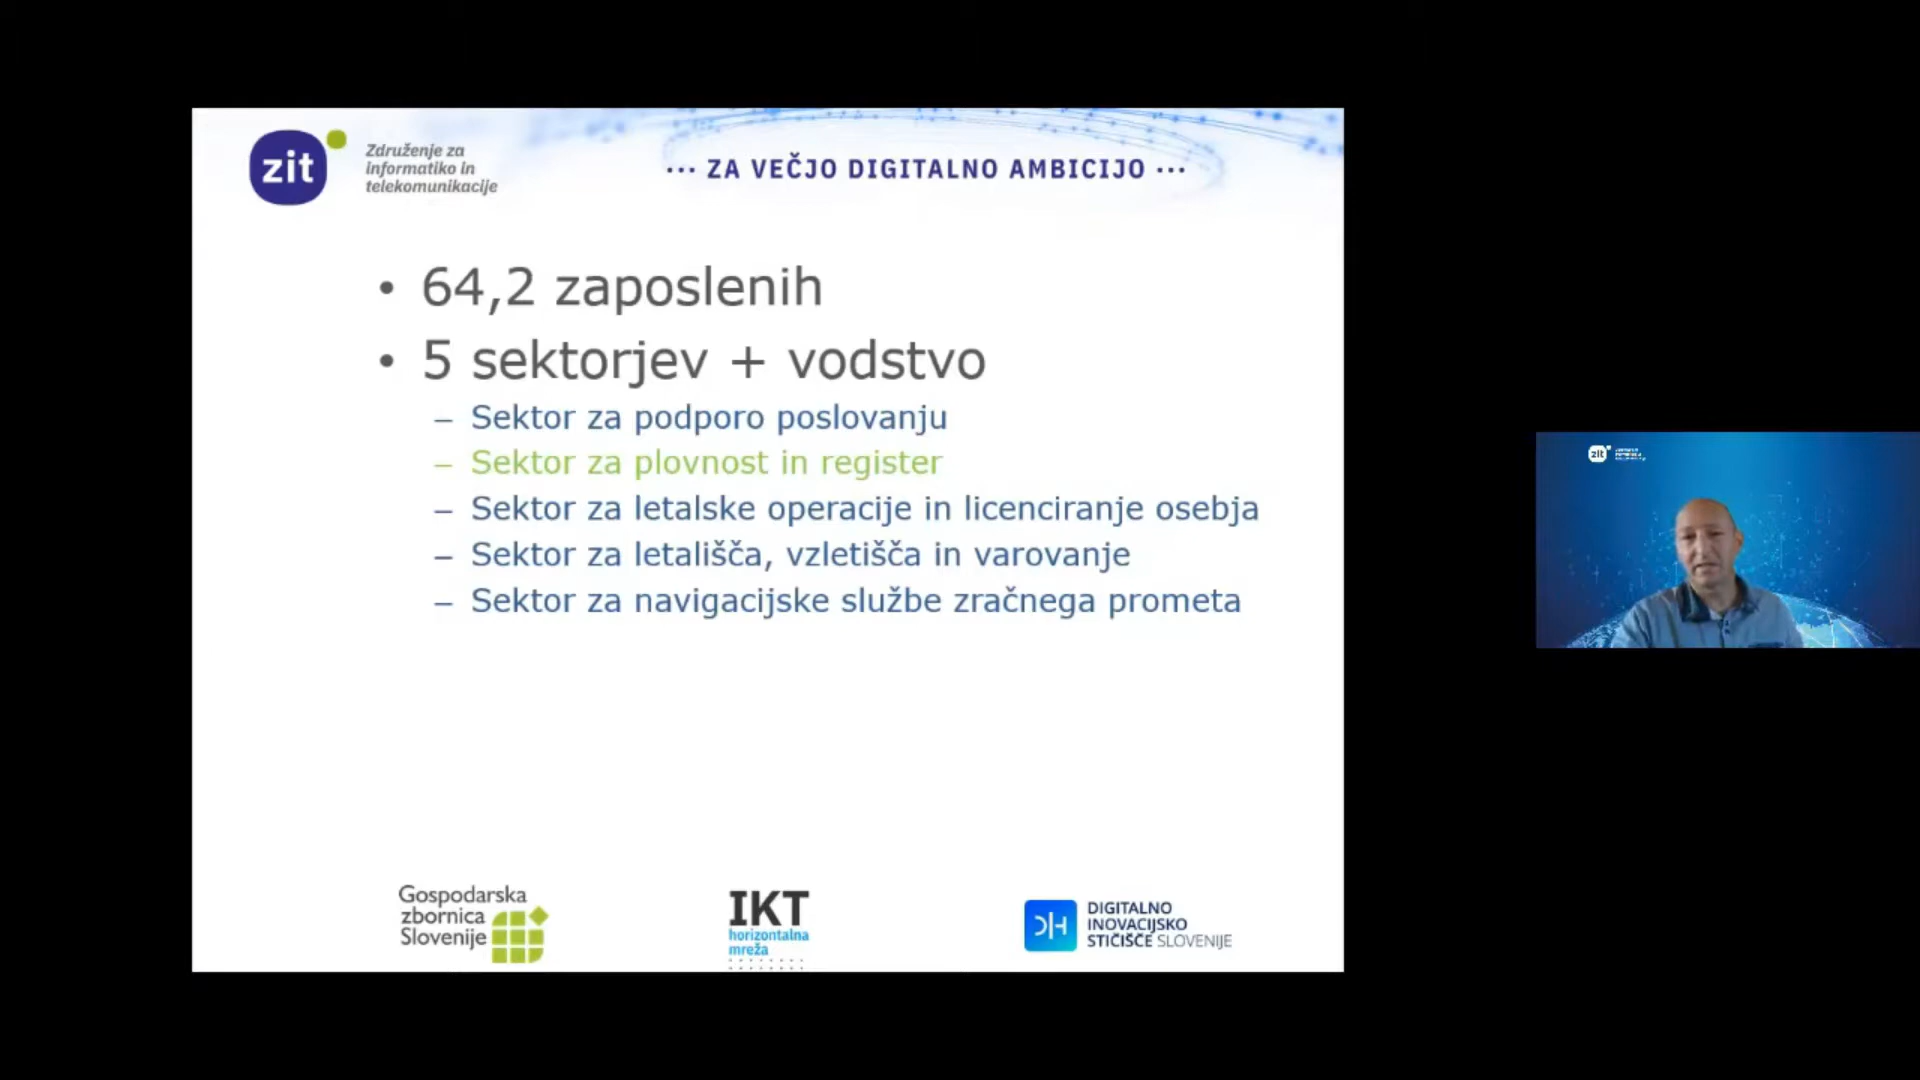 zit
Združenje za
informatiko in
telekomunikacije
··· ZA VEČJO DIGITALNO AMBICIJO ···
• 64,2 zaposlenih
• 5 sektorjev + vodstvo
– Sektor za podporo poslovanju
– Sektor za plovnost in register
– Sektor za letalske operacije in licenciranje osebja
– Sektor za letališča, vzletišča in varovanje
– Sektor za navigacijske službe zračnega prometa
Gospodarska
zbornica
Slovenije
IKT
horizontalna
mreža
DIGITALNO
INOVACIJSKO
STIČIŠČE SLOVENIJE
zit